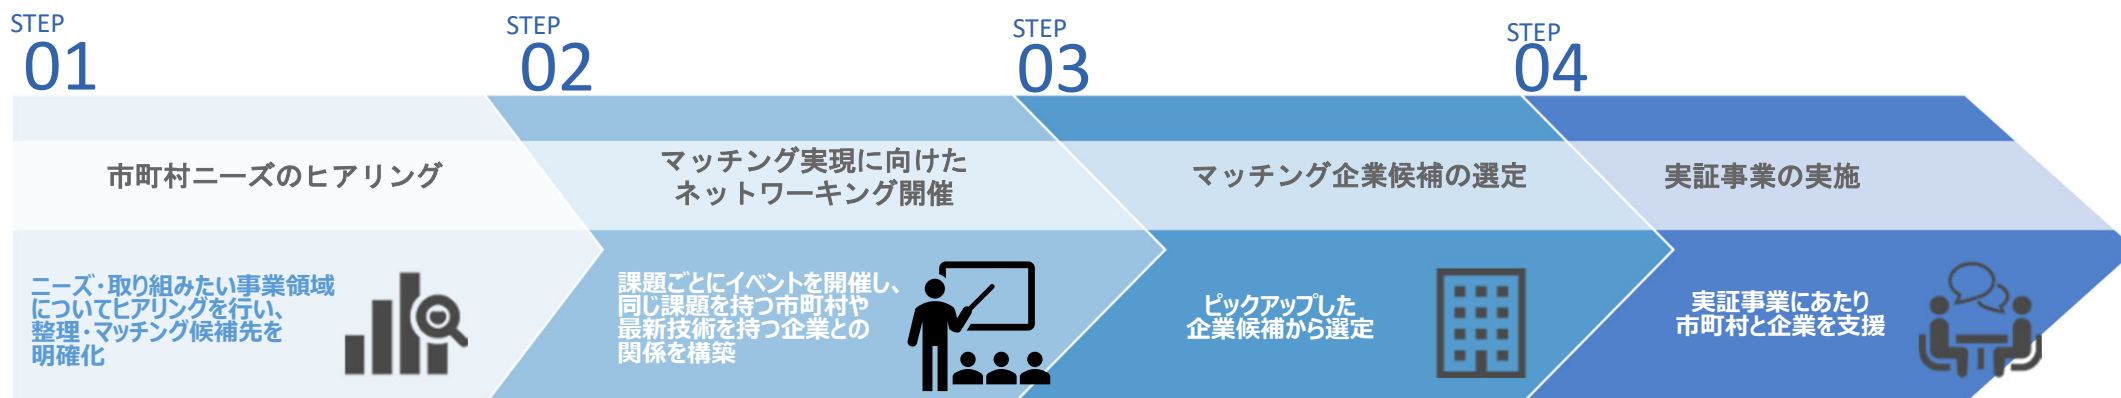 STEP
01
市町村ニーズのヒアリング
ニーズ・取り組みたい事業領域
についてヒアリングを行い、
整理・マッチング候補先を
明確化
STEP
02
マッチング実現に向けた
ネットワーキング開催
課題ごとにイベントを開催し、
同じ課題を持つ市町村や
最新技術を持つ企業との
関係を構築
STEP
03
マッチング企業候補の選定
ピックアップした
企業候補から選定
STEP
04
実証事業の実施
実証事業にあたり
市町村と企業を支援